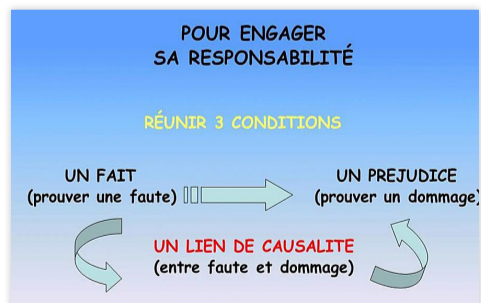 POUR ENGAGER
SA RESPONSABILITÉ
RÉUNIR 3 CONDITIONS
UN FAIT
(prouver une faute)
UN PREJUDICE
(prouver un dommage)
UN LIEN DE CAUSALITE
(entre faute et dommage)